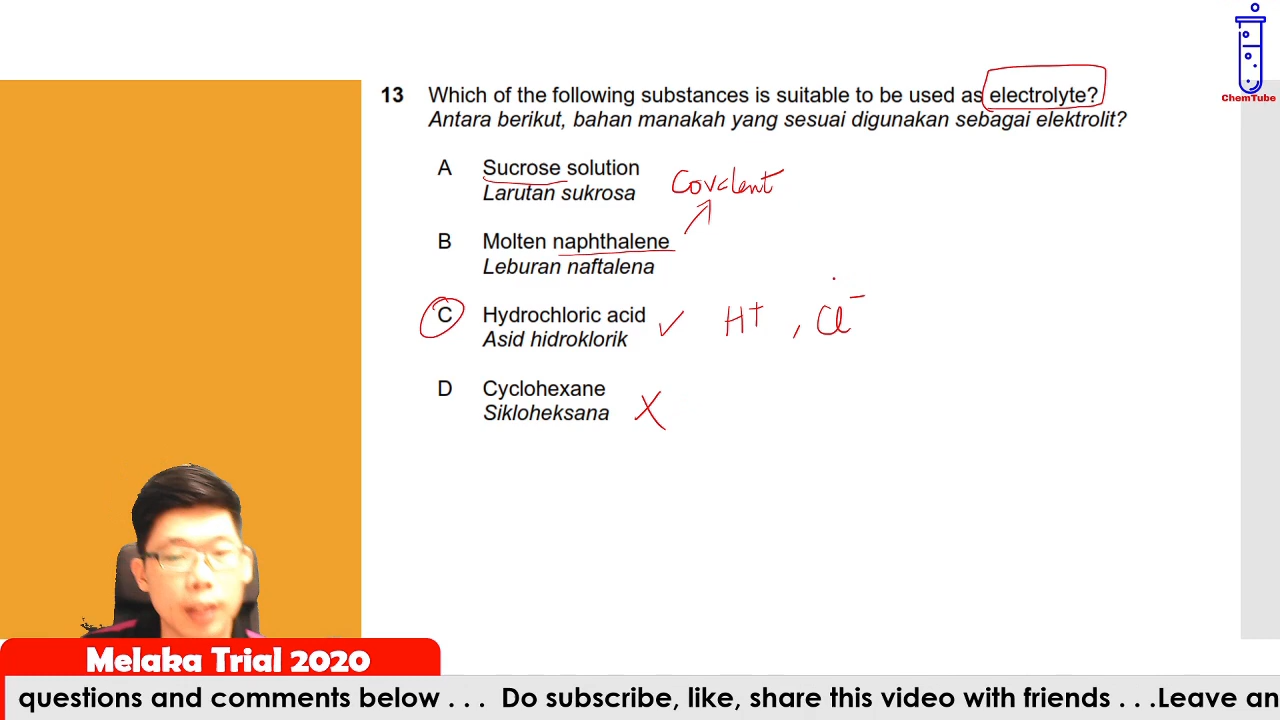 ChemTube
13 Which of the following substances is suitable to be used as electrolyte?
Antara berikut, bahan manakah yang sesuai digunakan sebagai elektrolit?
A Sucrose solution
Larutan sukrosa
Covalent
B Molten naphthalene
Leburan naftalena
C Hydrochloric acid ✓ H+ , Cl-
Asid hidroklorik
D Cyclohexane
Sikloheksana X
Melaka Trial 2020
questions and comments below . . . Do subscribe, like, share this video with friends . . .Leave an